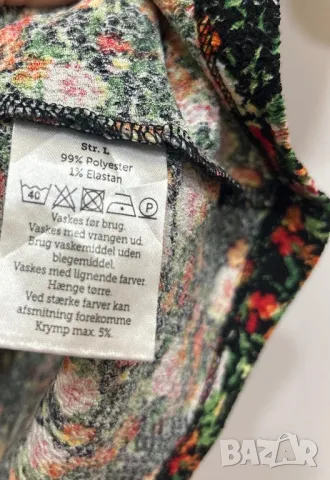 Str. L
99% Polyester
1% Elastan
40 P
Vaskes før brug.
Vaskes med vrangen ud.
Brug vaskemiddel uden
blegemiddel.
Vaskes med lignende farver.
Hænge tørre.
Ved stærke farver kan
afsmitning forekomme
Krymp max. 5%.
BAZAR